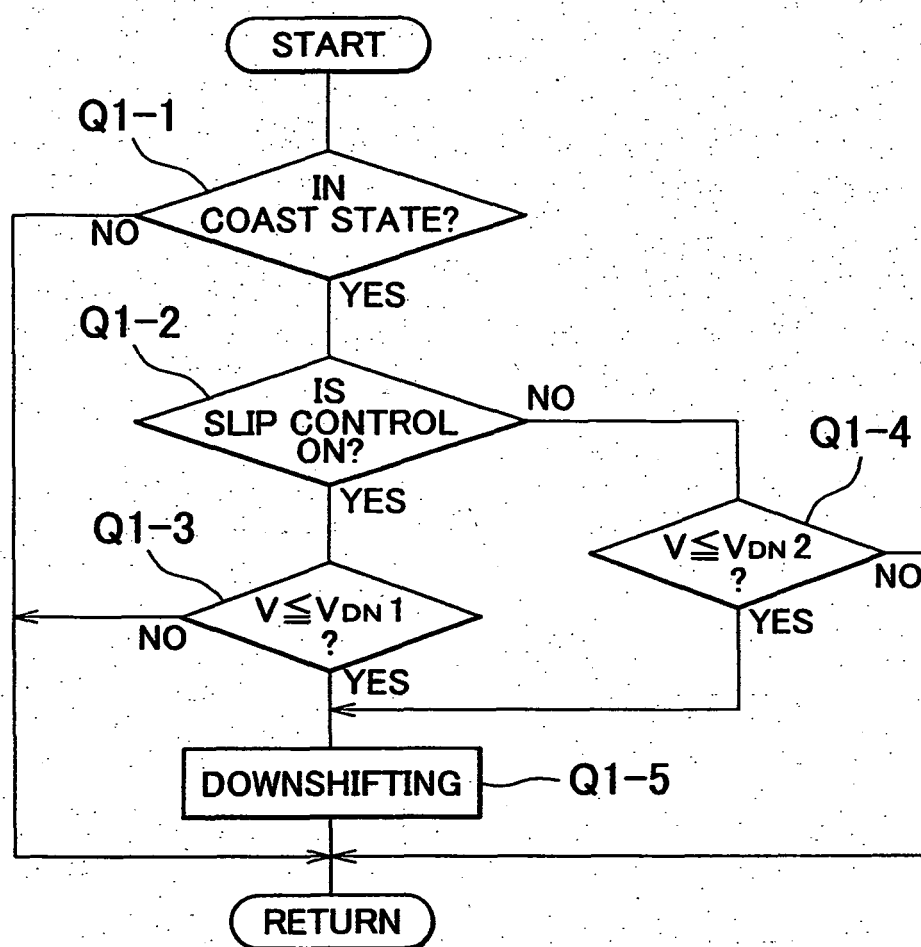 START
Q1-1
IN
COAST STATE?
NO
YES
Q1-2
IS
SLIP CONTROL
ON?
NO
YES
Q1-4
Q1-3
V≦VDN2
?
NO
YES
V≦VDN1
?
NO
YES
DOWNSHIFTING
Q1-5
RETURN